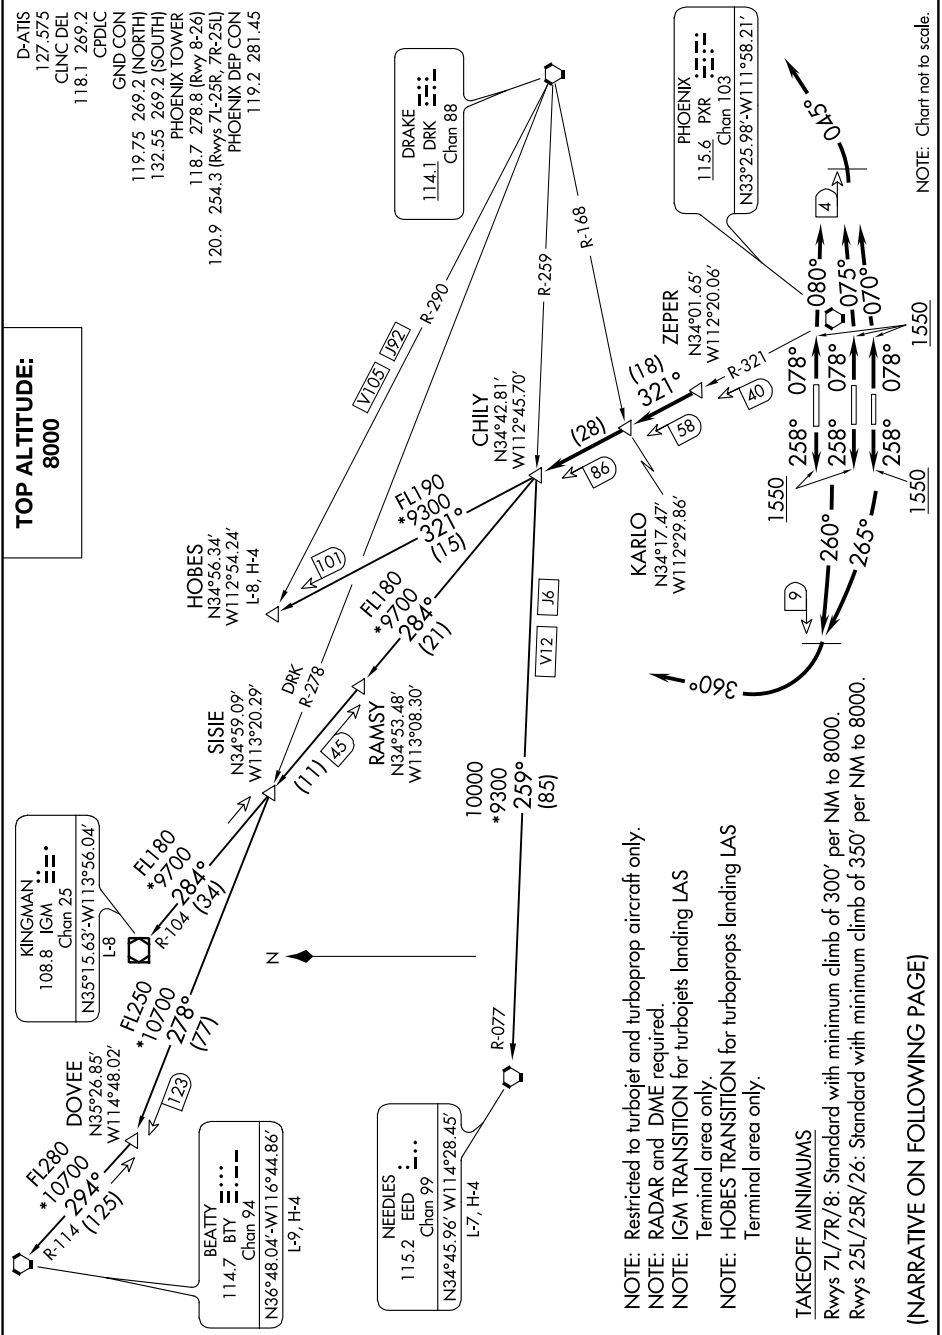 TOP ALTITUDE:
8000
D-ATIS
127.575
CLNC DEL
118.1 269.2
CPDLC
GND CON
119.75 269.2 (NORTH)
132.55 269.2 (SOUTH)
PHOENIX TOWER
118.7 278.8 (Rwy 8-26)
120.9 254.3 (Rwys 7L-25R, 7R-25L)
PHOENIX DEP CON
119.2 281.45
BEATTY
114.7 BTY
Chan 94
N36°48.04'-W116°44.86'
L-9, H-4
R-114
FL280
*10700
294°
(125)
DOVEE
N35°26.85'
W114°48.02'
123
FL250
*10700
278°
(77)
KINGMAN
108.8 IGM
Chan 25
N35°15.63'-W113°56.04'
L-8
R-104
FL180
*9700
284°
(34)
N
SISIE
N34°59.09'
W113°20.29'
(11)
45
DRK
R-278
RAMSY
N34°53.48'
W113°08.30'
FL180
*9700
284°
(21)
HOBES
N34°56.34'
W112°54.24'
L-8, H-4
101
FL190
*9300
321°
(15)
V105
J92
R-290
DRAKE
114.1 DRK
Chan 88
R-259
R-168
CHILY
N34°42.81'
W112°45.70'
NEEDLES
115.2 EED
Chan 99
N34°45.96' W114°28.45'
L-7, H-4
R-077
10000
*9300
259°
(85)
V12
J6
(28)
86
KARLO
N34°17.47'
W112°29.86'
(18)
321°
58
ZEPER
N34°01.65'
W112°20.06'
40
R-321
PHOENIX
115.6 PXR
Chan 103
N33°25.98'-W111°58.21'
045°
4
080°
075°
070°
078°
078°
078°
1550
258°
258°
258°
1550
1550
260°
265°
9
360°
NOTE: Chart not to scale.
NOTE: Restricted to turbojet and turboprop aircraft only.
NOTE: RADAR and DME required.
NOTE: IGM TRANSITION for turbojets landing LAS
Terminal area only.
NOTE: HOBES TRANSITION for turboprops landing LAS
Terminal area only.
TAKEOFF MINIMUMS
Rwys 7L/7R/8: Standard with minimum climb of 300' per NM to 8000.
Rwys 25L/25R/26: Standard with minimum climb of 350' per NM to 8000.
(NARRATIVE ON FOLLOWING PAGE)